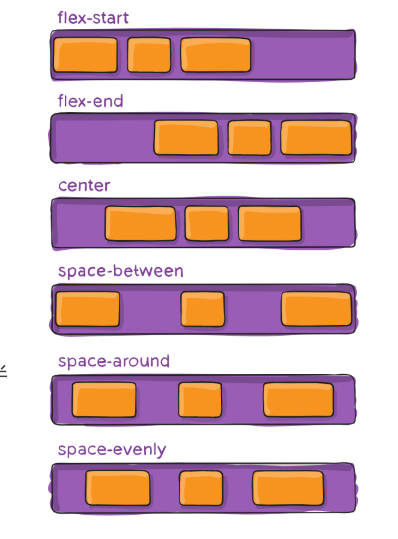 flex-start
flex-end
center
space-between
space-around
space-evenly